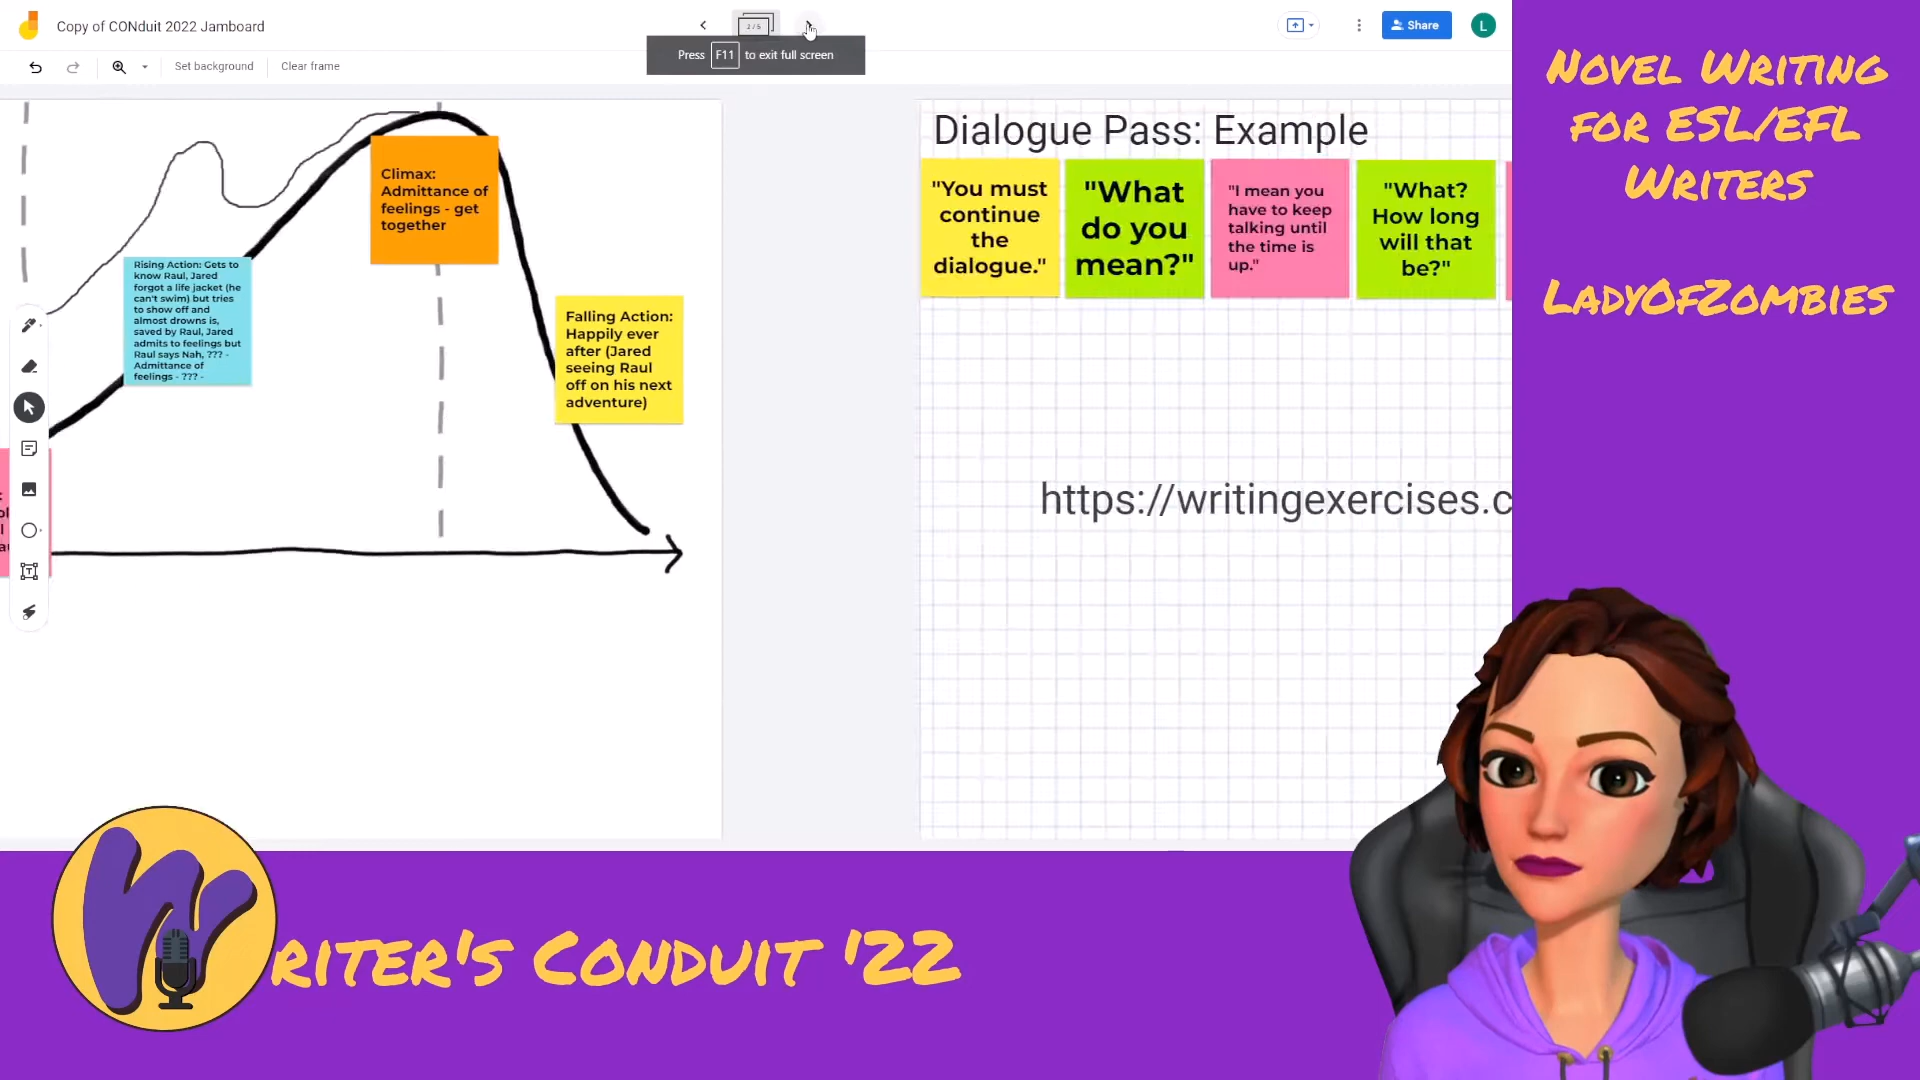 Copy of CONduit 2022 Jamboard
2 / 5
Share
L
Press F11 to exit full screen
Set background
Clear frame
Climax:
Admittance of
feelings - get
together
Rising Action: Gets to
know Raul, Jared
forgot a life jacket (he
can't swim) but tries
to show off and
almost drowns is,
saved by Raul, Jared
admits to feelings but
Raul says Nah, ??? -
Admittance of
feelings - ??? -
Falling Action:
Happily ever
after (Jared
seeing Raul
off on his next
adventure)
Dialogue Pass: Example
"You must
continue
the
dialogue."
"What
do you
mean?"
"I mean you
have to keep
talking until
the time is
up."
"What?
How long
will that
be?"
https://writingexercises.c
Novel Writing
for ESL/EFL
Writers
LadyOfZombies
Writer's Conduit '22